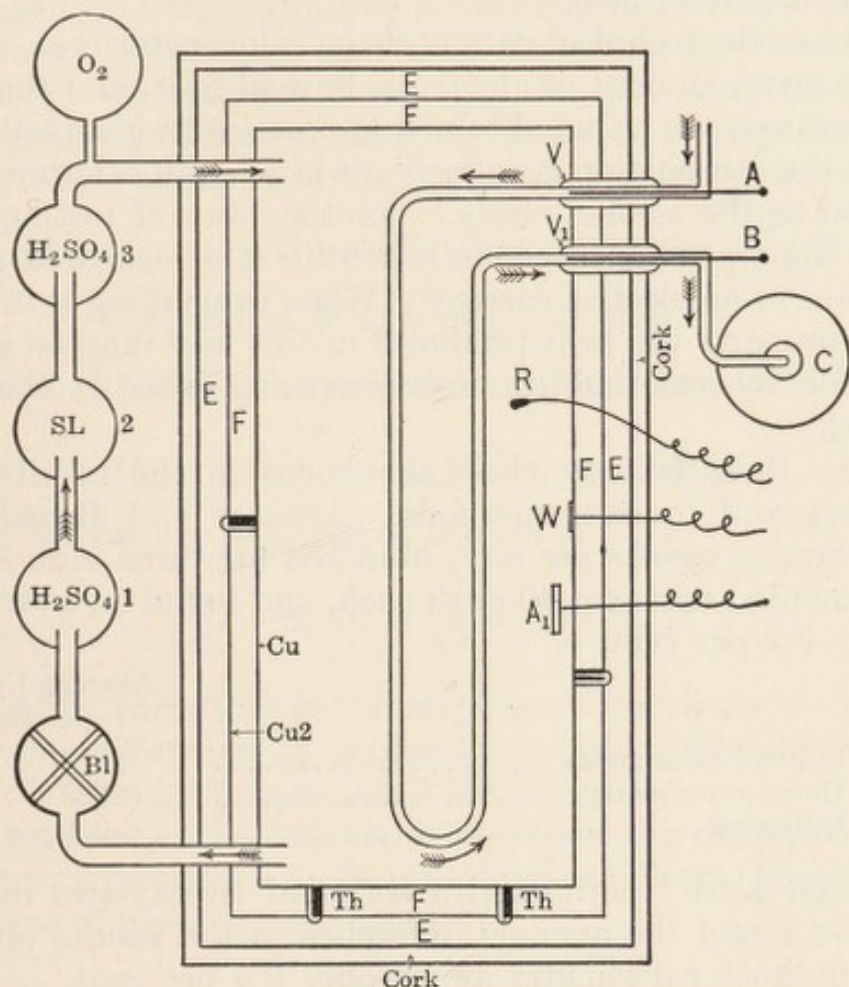 O₂
E
F
V
A
H₂SO₄ 3
V₁
B
C
Cork
R
E
F
SL 2
F E
W
H₂SO₄ 1
A₁
Cu
Cu2
Bl
Th
F
Th
E
Cork